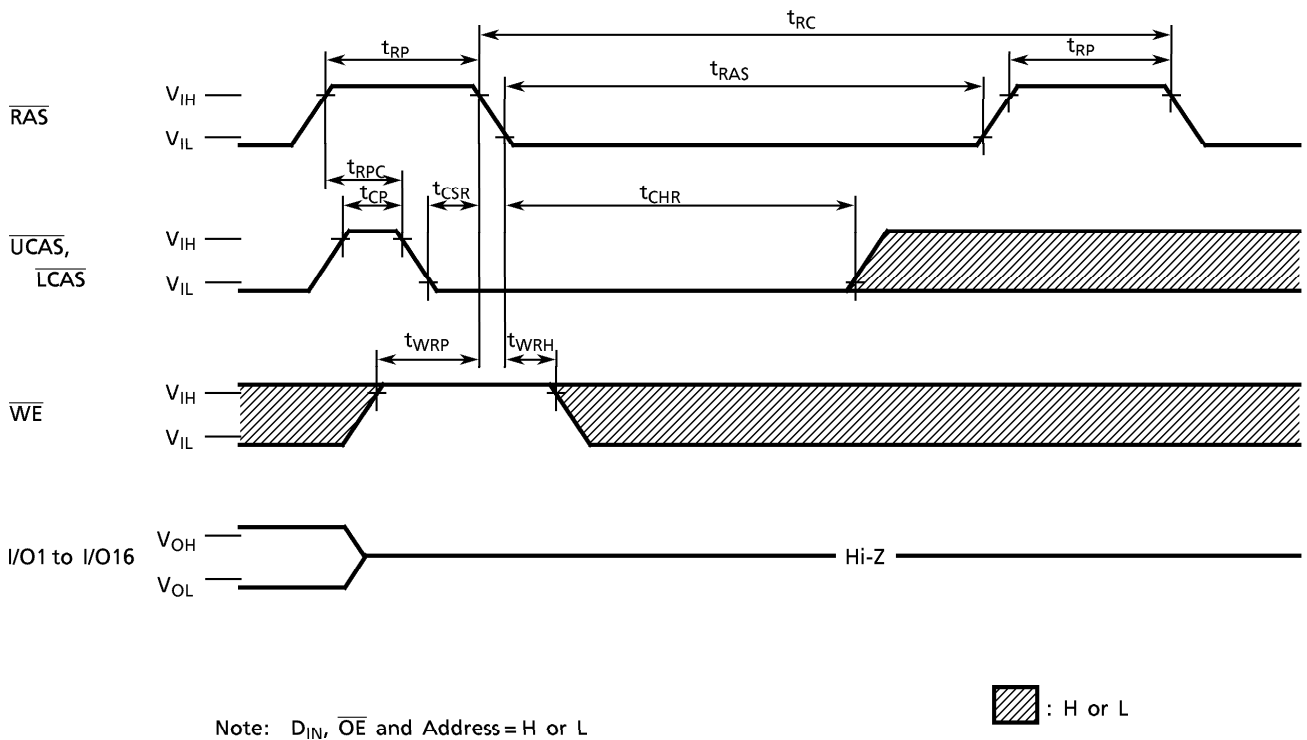 tRC
tRP
tRP
tRAS
RAS
VIH
VIL
tRPC
tCP
tCSR
tCHR
UCAS,
LCAS
VIH
VIL
tWRP
tWRH
WE
VIH
VIL
I/O1 to I/O16
VOH
VOL
Hi-Z
: H or L
Note: DIN, OE and Address = H or L